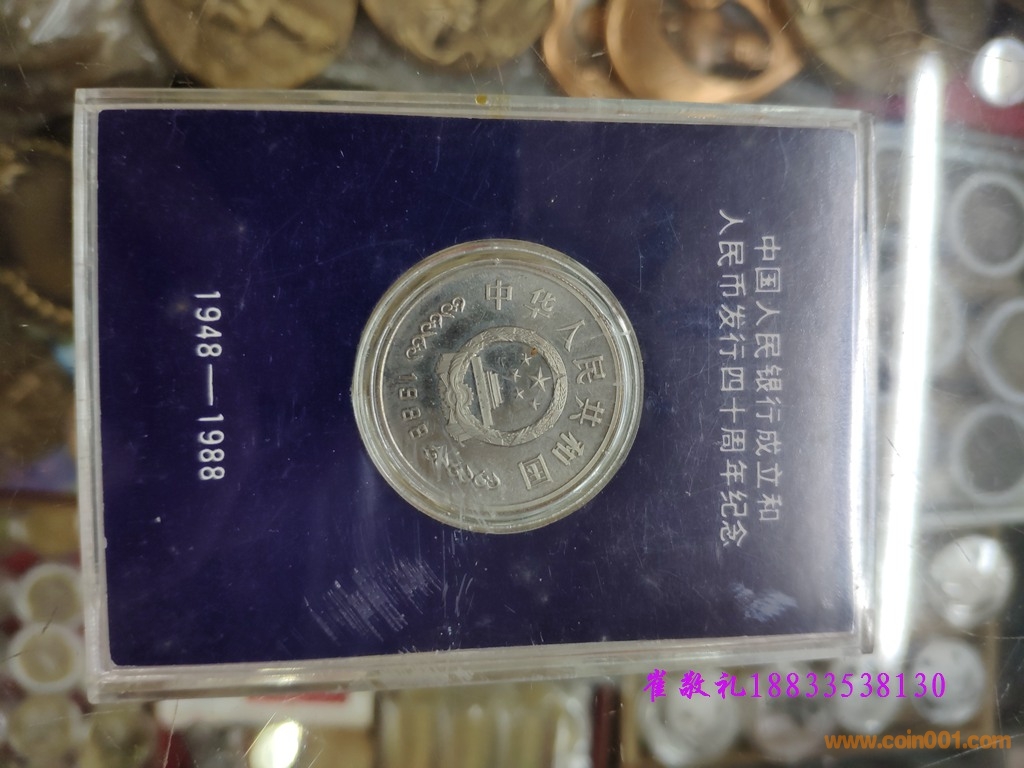 中国人民银行成立和
人民币发行四十周年纪念
中华人民共和国
1988
1948—1988
崔敬礼18833538130
www.coin001.com